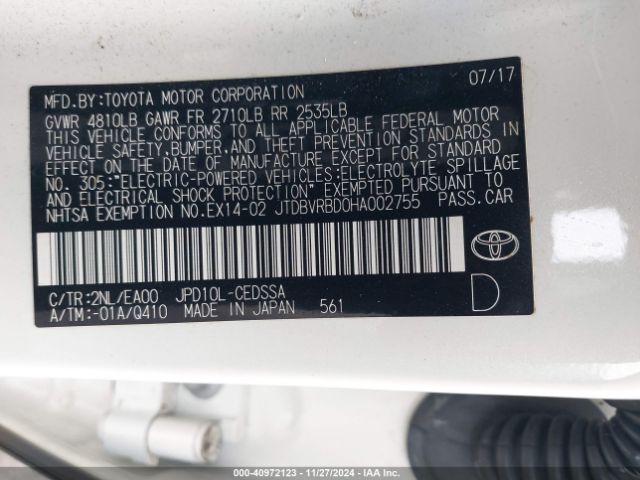 MFD.BY:TOYOTA MOTOR CORPORATION 07/17
GVWR 4810LB GAWR FR 2710LB RR 2535LB
THIS VEHICLE CONFORMS TO ALL APPLICABLE FEDERAL MOTOR
VEHICLE SAFETY,BUMPER,AND THEFT PREVENTION STANDARDS
IN EFFECT ON THE DATE OF MANUFACTURE EXCEPT FOR STANDARD
NO. 305:"ELECTRIC-POWERED VEHICLES:ELECTROLYTE SPILLAGE
AND ELECTRICAL SHOCK PROTECTION" EXEMPTED PURSUANT TO
NHTSA EXEMPTION NO.EX14-02 JTDBVRBD0HA002755 PASS.CAR
TOYOTA
C/TR:2NL/EA00 JPD10L-CEDSSA D
A/TM:-01A/Q410 MADE IN JAPAN 561
000-40972123 - 11/27/2024 - IAA Inc.